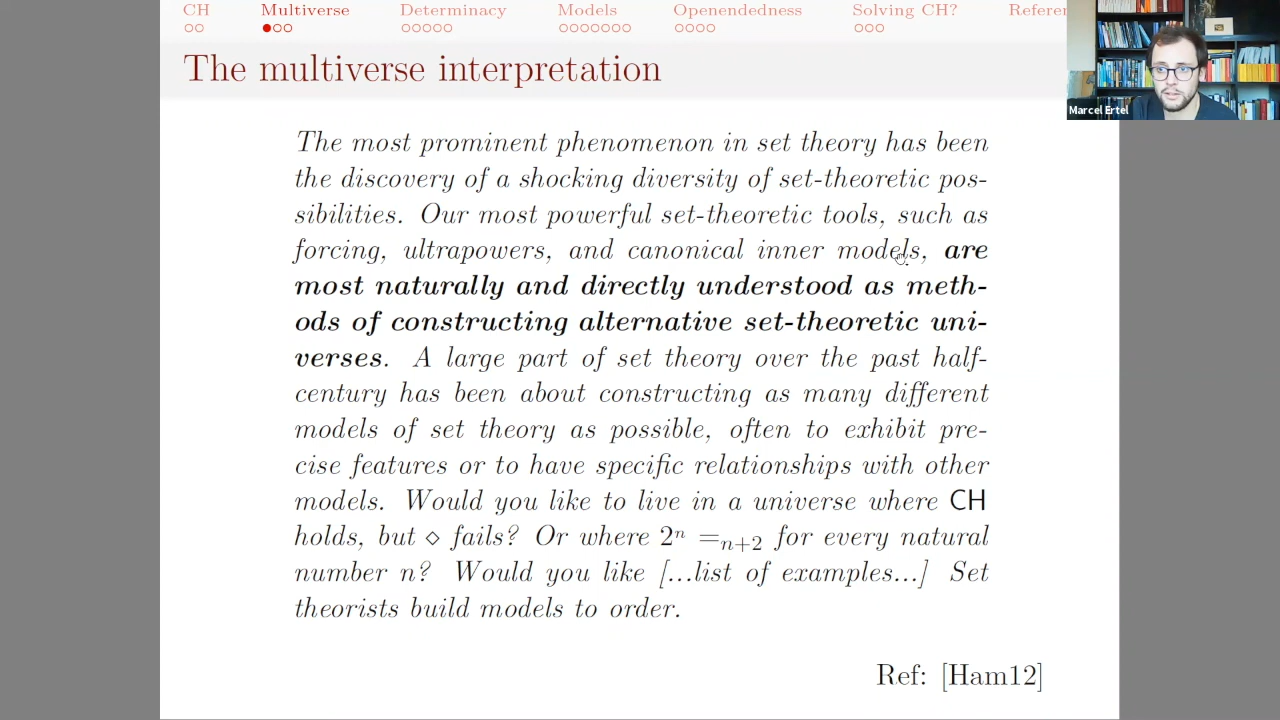 CH Multiverse Determinacy Models Openendedness Solving CH? Refere
Marcel Ertel
The multiverse interpretation
The most prominent phenomenon in set theory has been
the discovery of a shocking diversity of set-theoretic pos-
sibilities. Our most powerful set-theoretic tools, such as
forcing, ultrapowers, and canonical inner models, are
most naturally and directly understood as meth-
ods of constructing alternative set-theoretic uni-
verses. A large part of set theory over the past half-
century has been about constructing as many different
models of set theory as possible, often to exhibit pre-
cise features or to have specific relationships with other
models. Would you like to live in a universe where CH
holds, but ⋄ fails? Or where 2ⁿ =ₙ₊₂ for every natural
number n? Would you like [...list of examples...] Set
theorists build models to order.
Ref: [Ham12]